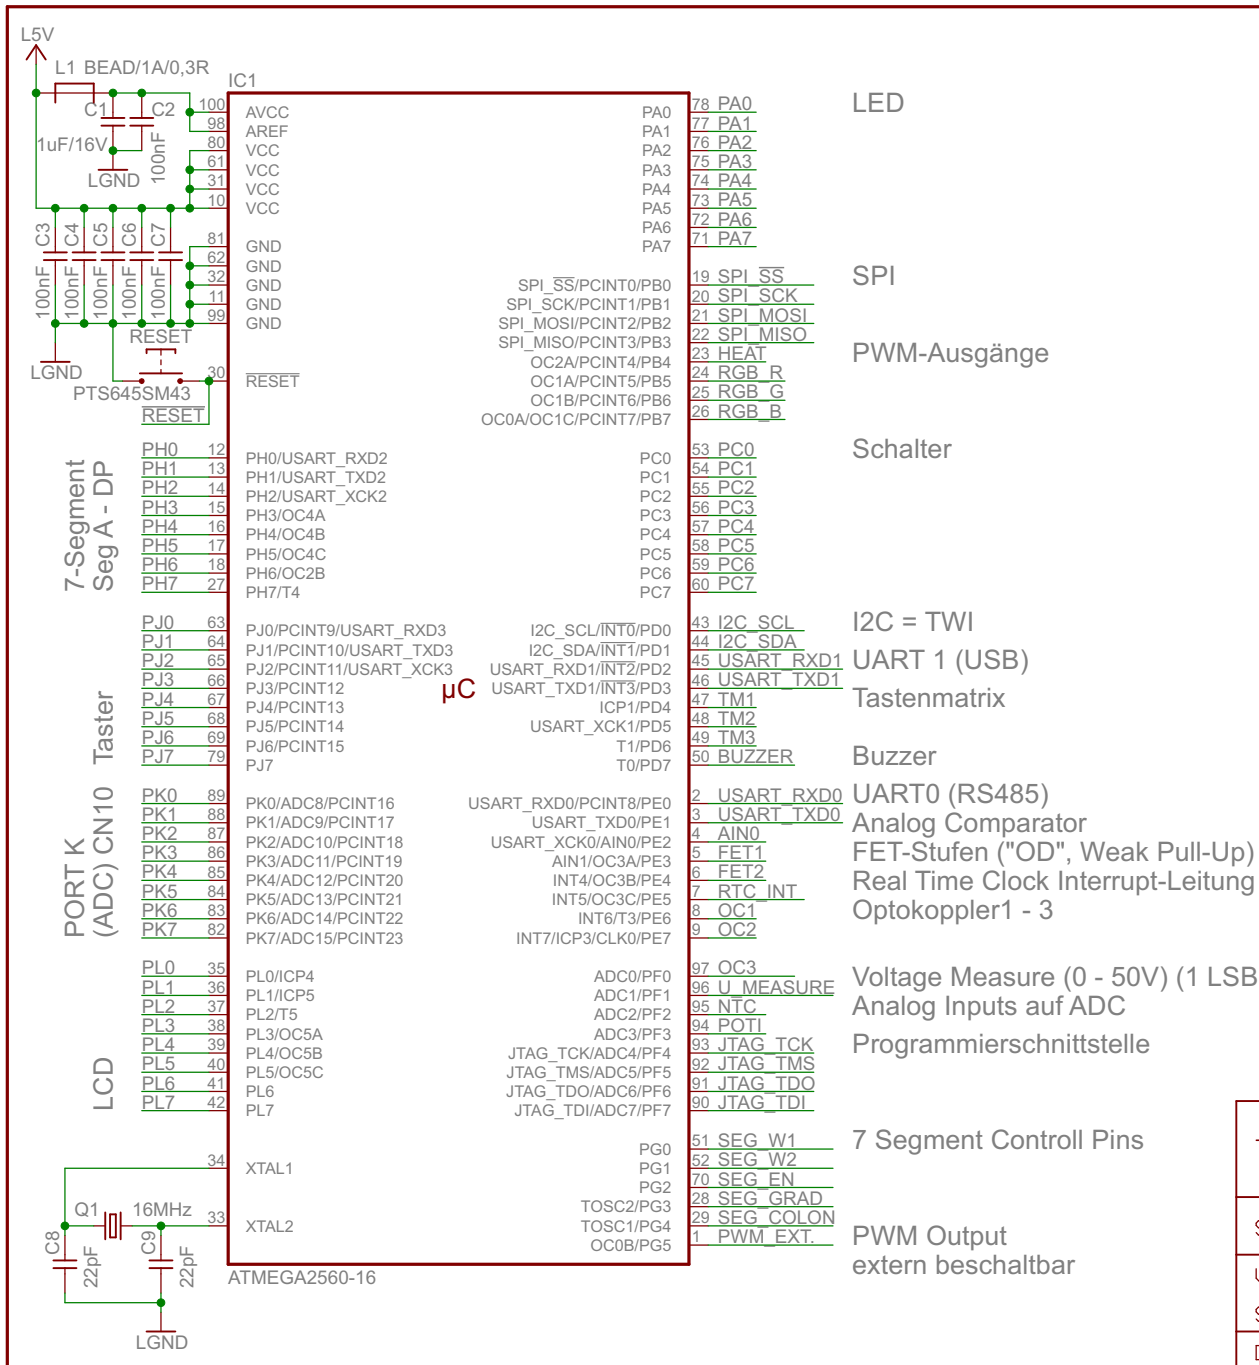 L5V
L1 BEAD/1A/0,3R
C1
C2
1uF/16V
100nF
LGND
C3
C4
C5
C6
C7
100nF
100nF
100nF
100nF
100nF
LGND
RESET
PTS645SM43
RESET
IC1
100 AVCC
98 AREF
80 VCC
61 VCC
31 VCC
10 VCC
81 GND
62 GND
32 GND
11 GND
99 GND
30 RESET
7-Segment
Seg A - DP
PH0 12 PH0/USART_RXD2
PH1 13 PH1/USART_TXD2
PH2 14 PH2/USART_XCK2
PH3 15 PH3/OC4A
PH4 16 PH4/OC4B
PH5 17 PH5/OC4C
PH6 18 PH6/OC2B
PH7 27 PH7/T4
Taster
PJ0 63 PJ0/PCINT9/USART_RXD3
PJ1 64 PJ1/PCINT10/USART_TXD3
PJ2 65 PJ2/PCINT11/USART_XCK3
PJ3 66 PJ3/PCINT12
PJ4 67 PJ4/PCINT13
PJ5 68 PJ5/PCINT14
PJ6 69 PJ6/PCINT15
PJ7 79 PJ7
PORT K
(ADC) CN10
PK0 89 PK0/ADC8/PCINT16
PK1 88 PK1/ADC9/PCINT17
PK2 87 PK2/ADC10/PCINT18
PK3 86 PK3/ADC11/PCINT19
PK4 85 PK4/ADC12/PCINT20
PK5 84 PK5/ADC13/PCINT21
PK6 83 PK6/ADC14/PCINT22
PK7 82 PK7/ADC15/PCINT23
LCD
PL0 35 PL0/ICP4
PL1 36 PL1/ICP5
PL2 37 PL2/T5
PL3 38 PL3/OC5A
PL4 39 PL4/OC5B
PL5 40 PL5/OC5C
PL6 41 PL6
PL7 42 PL7
34 XTAL1
33 XTAL2
Q1 16MHz
C8
22pF
C9
22pF
LGND
µC
ATMEGA2560-16
PA0 78 PA0 LED
PA1 77 PA1
PA2 76 PA2
PA3 75 PA3
PA4 74 PA4
PA5 73 PA5
PA6 72 PA6
PA7 71 PA7
SPI_SS/PCINT0/PB0 19 SPI_SS SPI
SPI_SCK/PCINT1/PB1 20 SPI_SCK
SPI_MOSI/PCINT2/PB2 21 SPI_MOSI
SPI_MISO/PCINT3/PB3 22 SPI_MISO
OC2A/PCINT4/PB4 23 HEAT PWM-Ausgänge
OC1A/PCINT5/PB5 24 RGB_R
OC1B/PCINT6/PB6 25 RGB_G
OC0A/OC1C/PCINT7/PB7 26 RGB_B
PC0 53 PC0 Schalter
PC1 54 PC1
PC2 55 PC2
PC3 56 PC3
PC4 57 PC4
PC5 58 PC5
PC6 59 PC6
PC7 60 PC7
I2C_SCL/INT0/PD0 43 I2C_SCL I2C = TWI
I2C_SDA/INT1/PD1 44 I2C_SDA
USART_RXD1/INT2/PD2 45 USART_RXD1 UART 1 (USB)
USART_TXD1/INT3/PD3 46 USART_TXD1
ICP1/PD4 47 TM1 Tastenmatrix
USART_XCK1/PD5 48 TM2
T1/PD6 49 TM3
T0/PD7 50 BUZZER Buzzer
USART_RXD0/PCINT8/PE0 2 USART_RXD0 UART0 (RS485)
USART_TXD0/PE1 3 USART_TXD0 Analog Comparator
USART_XCK0/AIN0/PE2 4 AIN0
AIN1/OC3A/PE3 5 FET1 FET-Stufen ("OD", Weak Pull-Up)
INT4/OC3B/PE4 6 FET2
INT5/OC3C/PE5 7 RTC_INT Real Time Clock Interrupt-Leitung
INT6/T3/PE6 8 OC1 Optokoppler1 - 3
INT7/ICP3/CLK0/PE7 9 OC2
ADC0/PF0 97 OC3
ADC1/PF1 96 U_MEASURE Voltage Measure (0 - 50V) (1 LSB
ADC2/PF2 95 NTC Analog Inputs auf ADC
ADC3/PF3 94 POTI
JTAG_TCK/ADC4/PF4 93 JTAG_TCK Programmierschnittstelle
JTAG_TMS/ADC5/PF5 92 JTAG_TMS
JTAG_TDO/ADC6/PF6 91 JTAG_TDO
JTAG_TDI/ADC7/PF7 90 JTAG_TDI
PG0 51 SEG_W1 7 Segment Controll Pins
PG1 52 SEG_W2
PG2 70 SEG_EN
TOSC2/PG3 28 SEG_GRAD
TOSC1/PG4 29 SEG_COLON
OC0B/PG5 1 PWM_EXT. PWM Output
extern beschaltbar